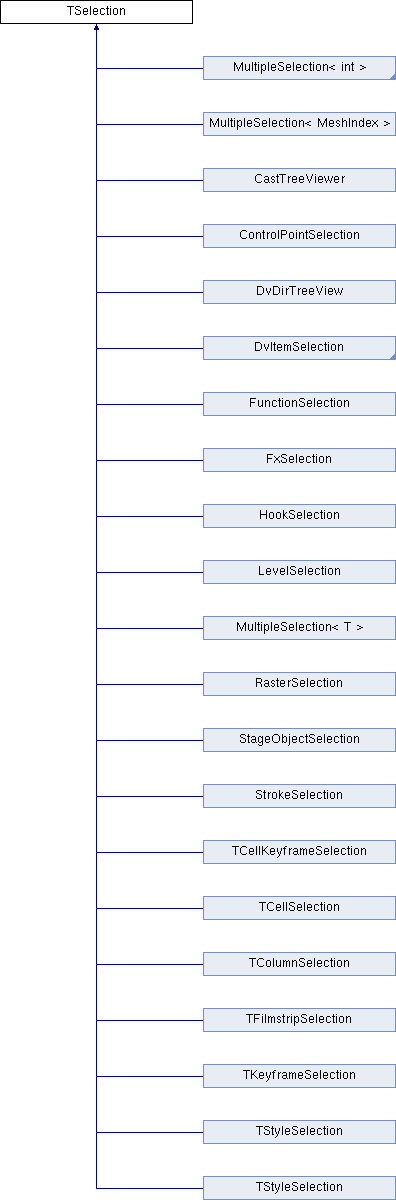 TSelection
MultipleSelection< int >
MultipleSelection< MeshIndex >
CastTreeViewer
ControlPointSelection
DvDirTreeView
DvItemSelection
FunctionSelection
FxSelection
HookSelection
LevelSelection
MultipleSelection< T >
RasterSelection
StageObjectSelection
StrokeSelection
TCellKeyframeSelection
TCellSelection
TColumnSelection
TFilmstripSelection
TKeyframeSelection
TStyleSelection
TStyleSelection